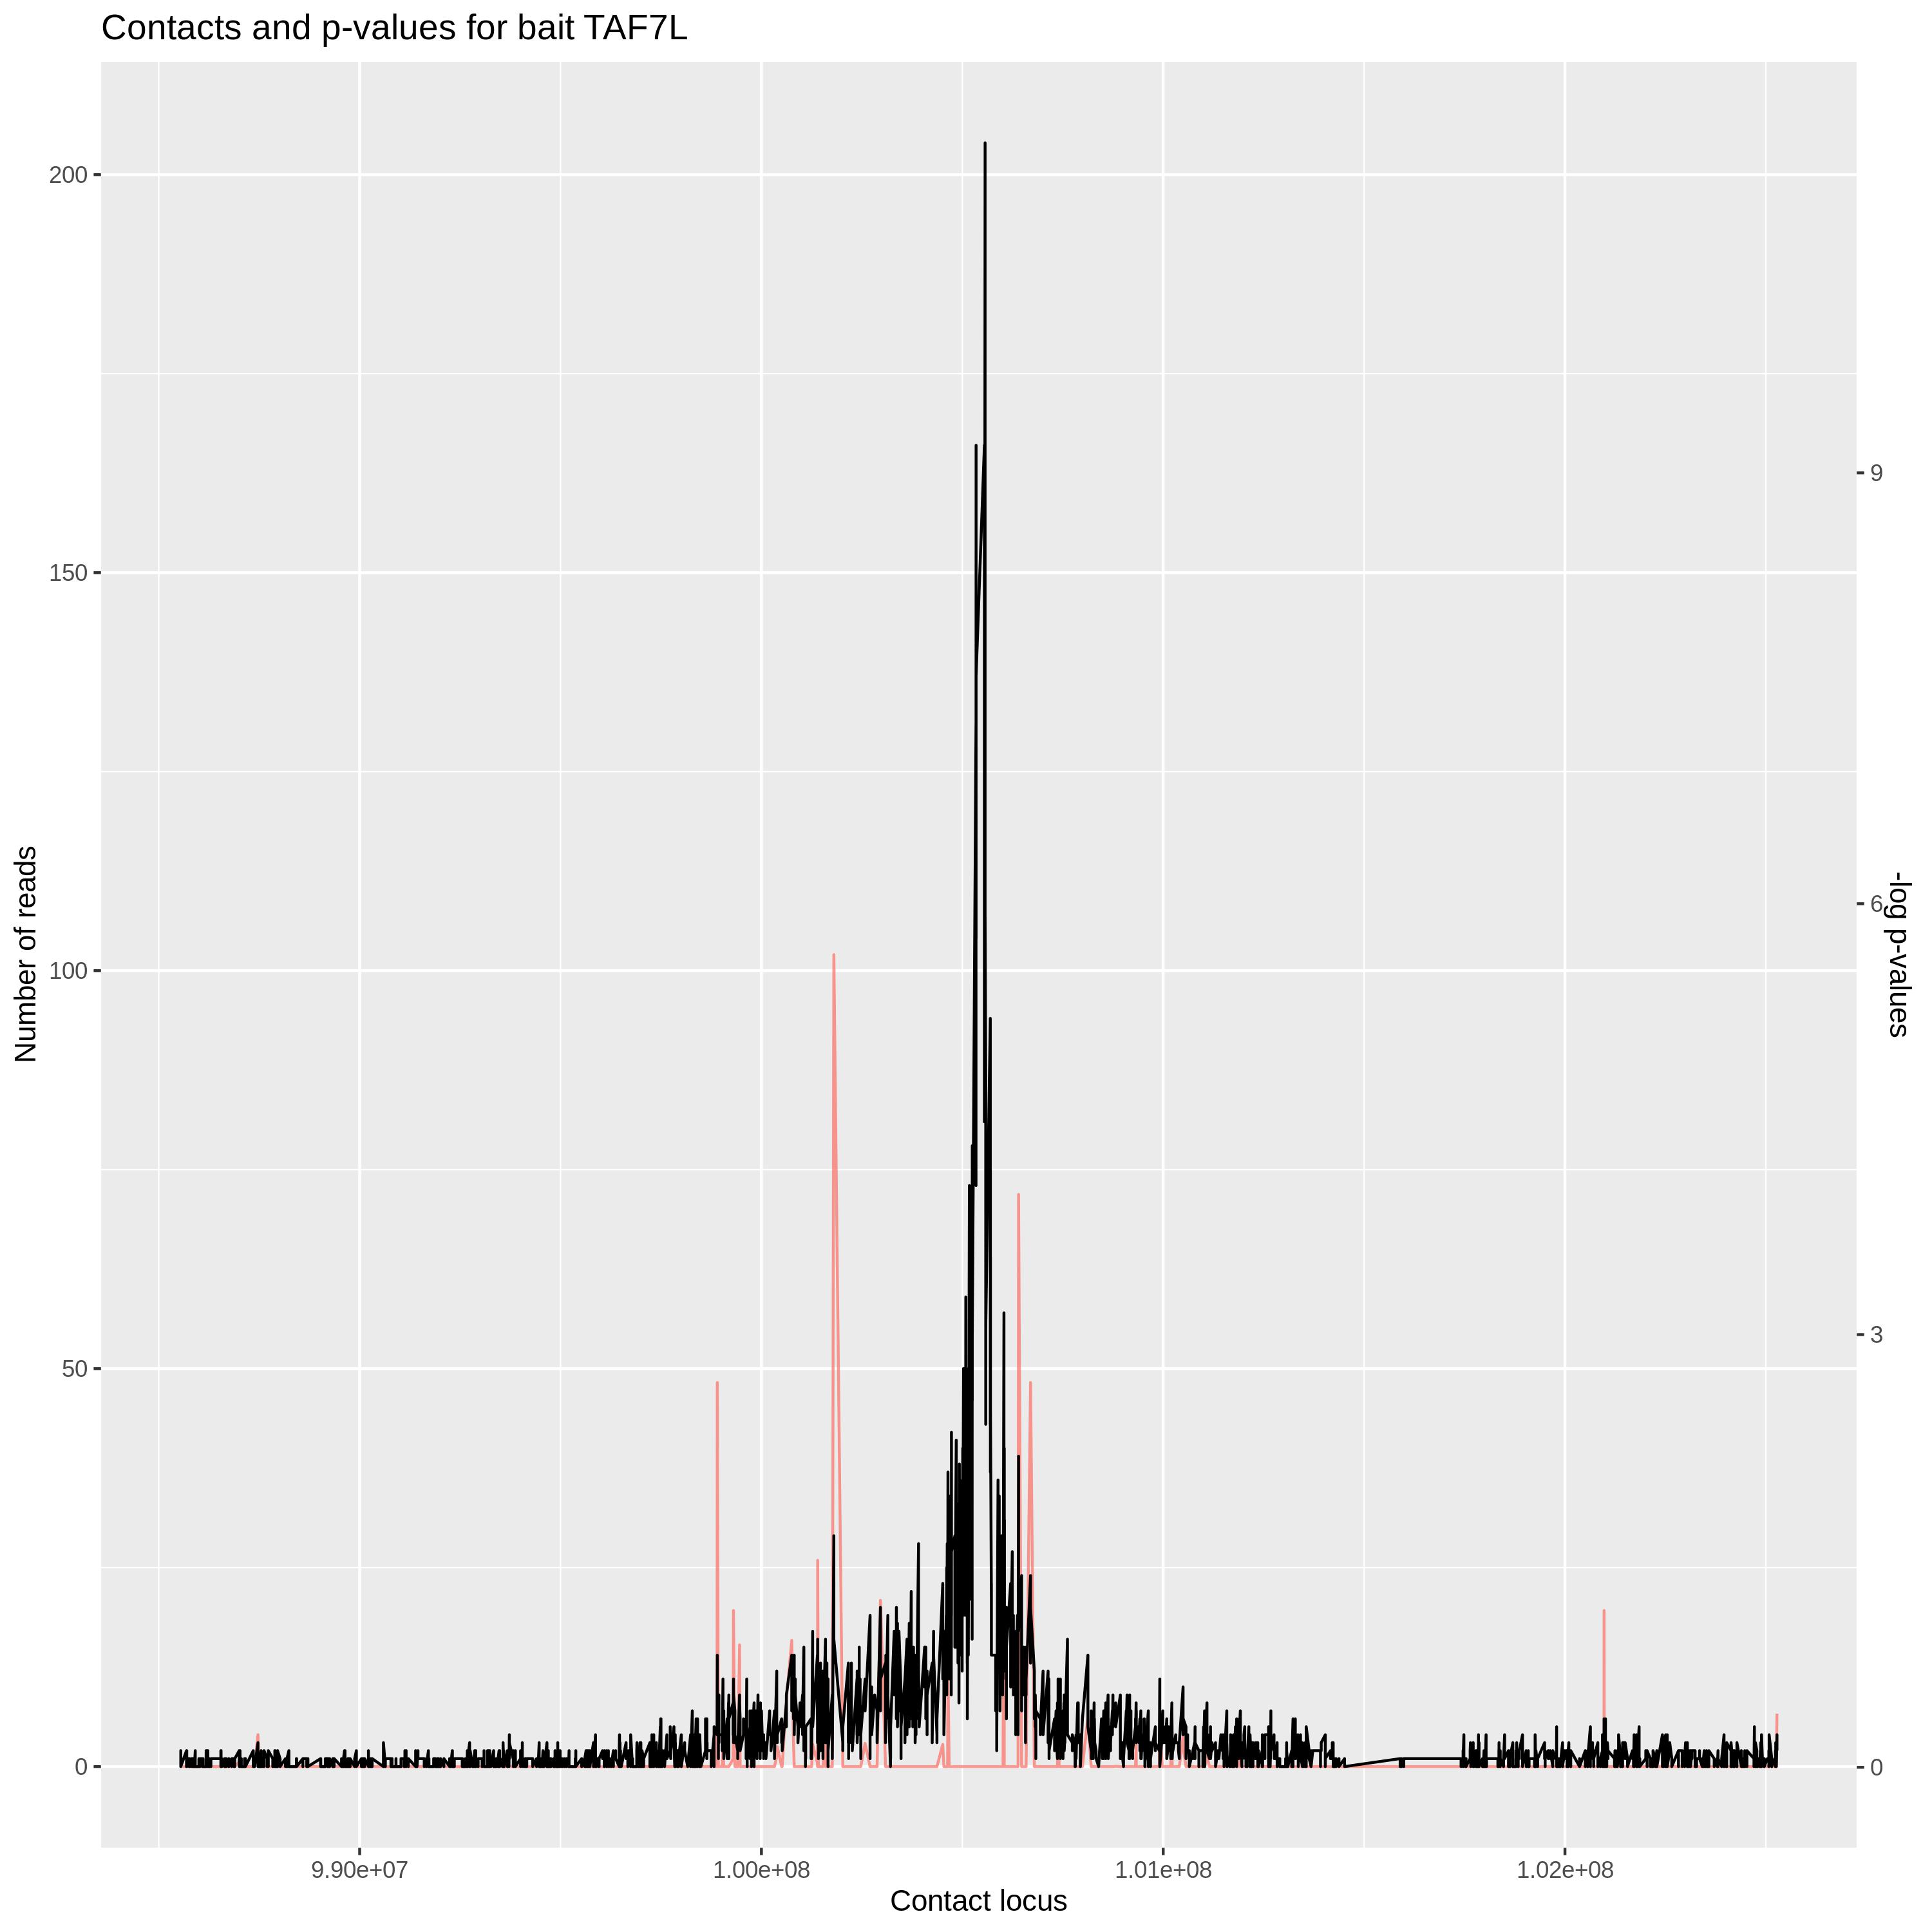 Contacts and p-values for bait TAF7L
200
150
100
50
0
Number of reads
9
6
3
0
-log p-values
9.90e+07
1.00e+08
1.01e+08
1.02e+08
Contact locus